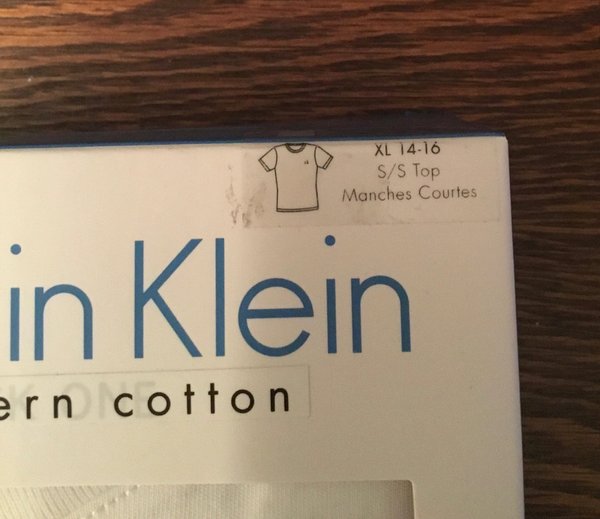 XL 14-16
S/S Top
Manches Courtes
in Klein
ern cotton